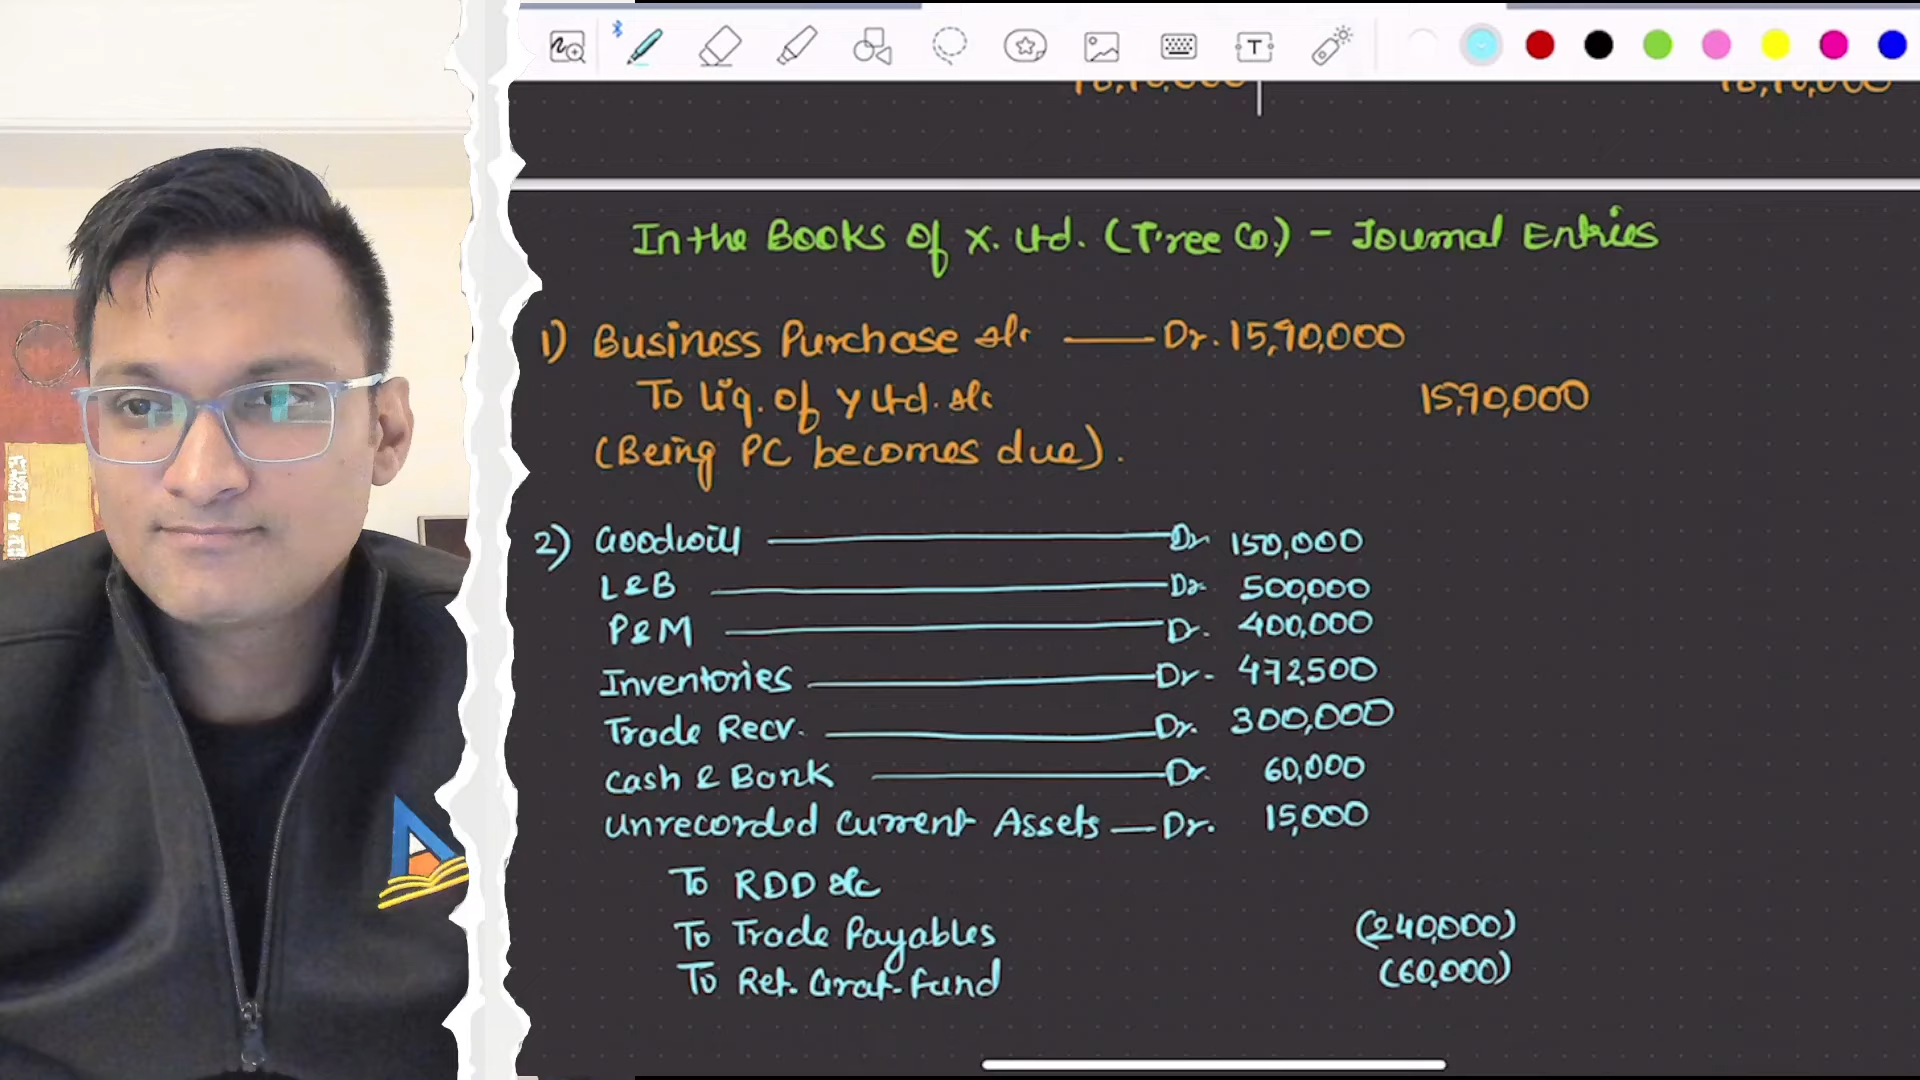 In the Books of X. Ltd. (T'ree Co.) - Journal Entries
1) Business Purchase a/c —— Dr. 15,90,000
To Liq. of Y Ltd. a/c 15,90,000
(Being PC becomes due).
2) Goodwill —— Dr 150,000
L&B —— Dr. 500,000
P&M —— Dr. 400,000
Inventories —— Dr. 472,500
Trade Recv. —— Dr. 300,000
Cash & Bank —— Dr. 60,000
Unrecorded Current Assets — Dr. 15,000
To RDD a/c
To Trade Payables (240,000)
To Ret. Grat. Fund (60,000)